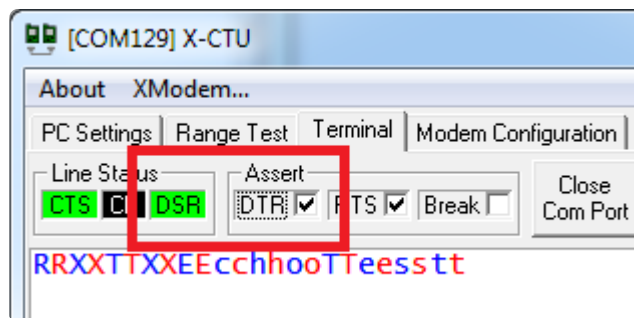 [COM129] X-CTU
About XModem...
PC Settings Range Test Terminal Modem Configuration
Line Status Assert
CTS DSR DTR RTS Break Close
Com Port
RRXXTTXXEEcchhooTTeesstt